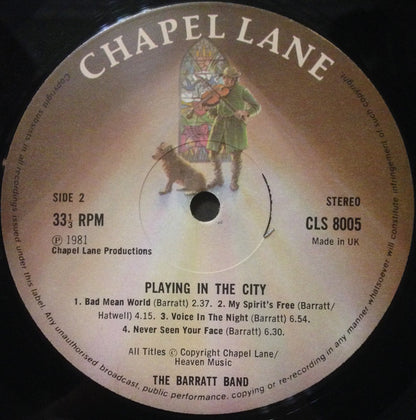 CHAPEL LANE
SIDE 2
33⅓ RPM
Ⓟ 1981
Chapel Lane Productions
STEREO
CLS 8005
Made in UK
PLAYING IN THE CITY
1. Bad Mean World (Barratt) 2.37. 2. My Spirit's Free (Barratt/
Hatwell) 4.15. 3. Voice In The Night (Barratt) 6.54.
4. Never Seen Your Face (Barratt) 6.30.
All Titles © Copyright Chapel Lane/
Heaven Music
THE BARRATT BAND
Copyright subsists in all recordings issued under this label. Any unauthorised broadcast, public performance, copying or re-recording in any manner whatsoever will constitute infringement of such copyright.